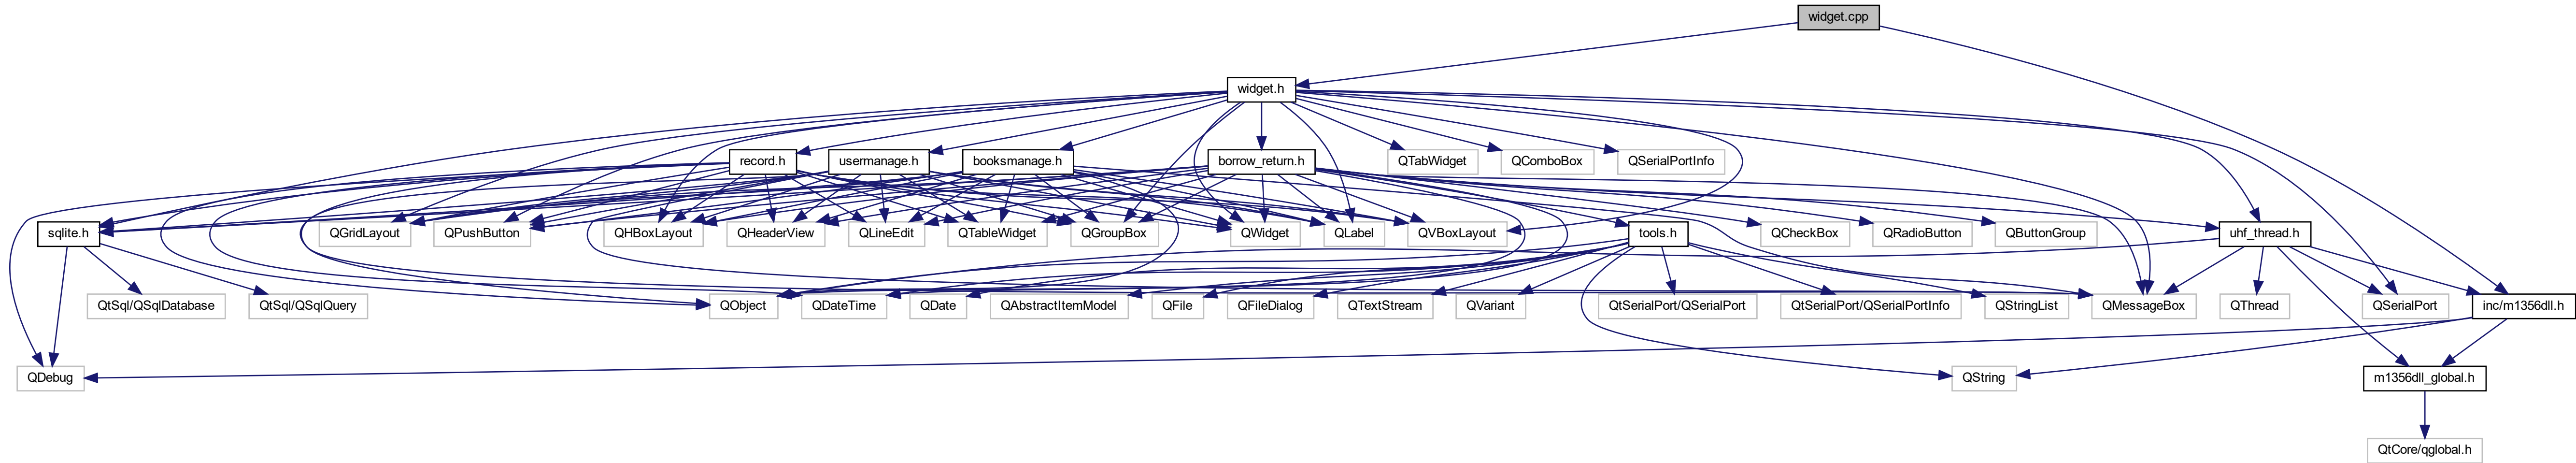 widget.cpp
widget.h
record.h
usermanage.h
booksmanage.h
borrow_return.h
QTabWidget
QComboBox
QSerialPortInfo
sqlite.h
QGridLayout
QPushButton
QHBoxLayout
QHeaderView
QLineEdit
QTableWidget
QGroupBox
QWidget
QLabel
QVBoxLayout
tools.h
QCheckBox
QRadioButton
QButtonGroup
uhf_thread.h
QtSql/QSqlDatabase
QtSql/QSqlQuery
QObject
QDateTime
QDate
QAbstractItemModel
QFile
QFileDialog
QTextStream
QVariant
QtSerialPort/QSerialPort
QtSerialPort/QSerialPortInfo
QStringList
QMessageBox
QThread
QSerialPort
inc/m1356dll.h
QDebug
QString
m1356dll_global.h
QtCore/qglobal.h